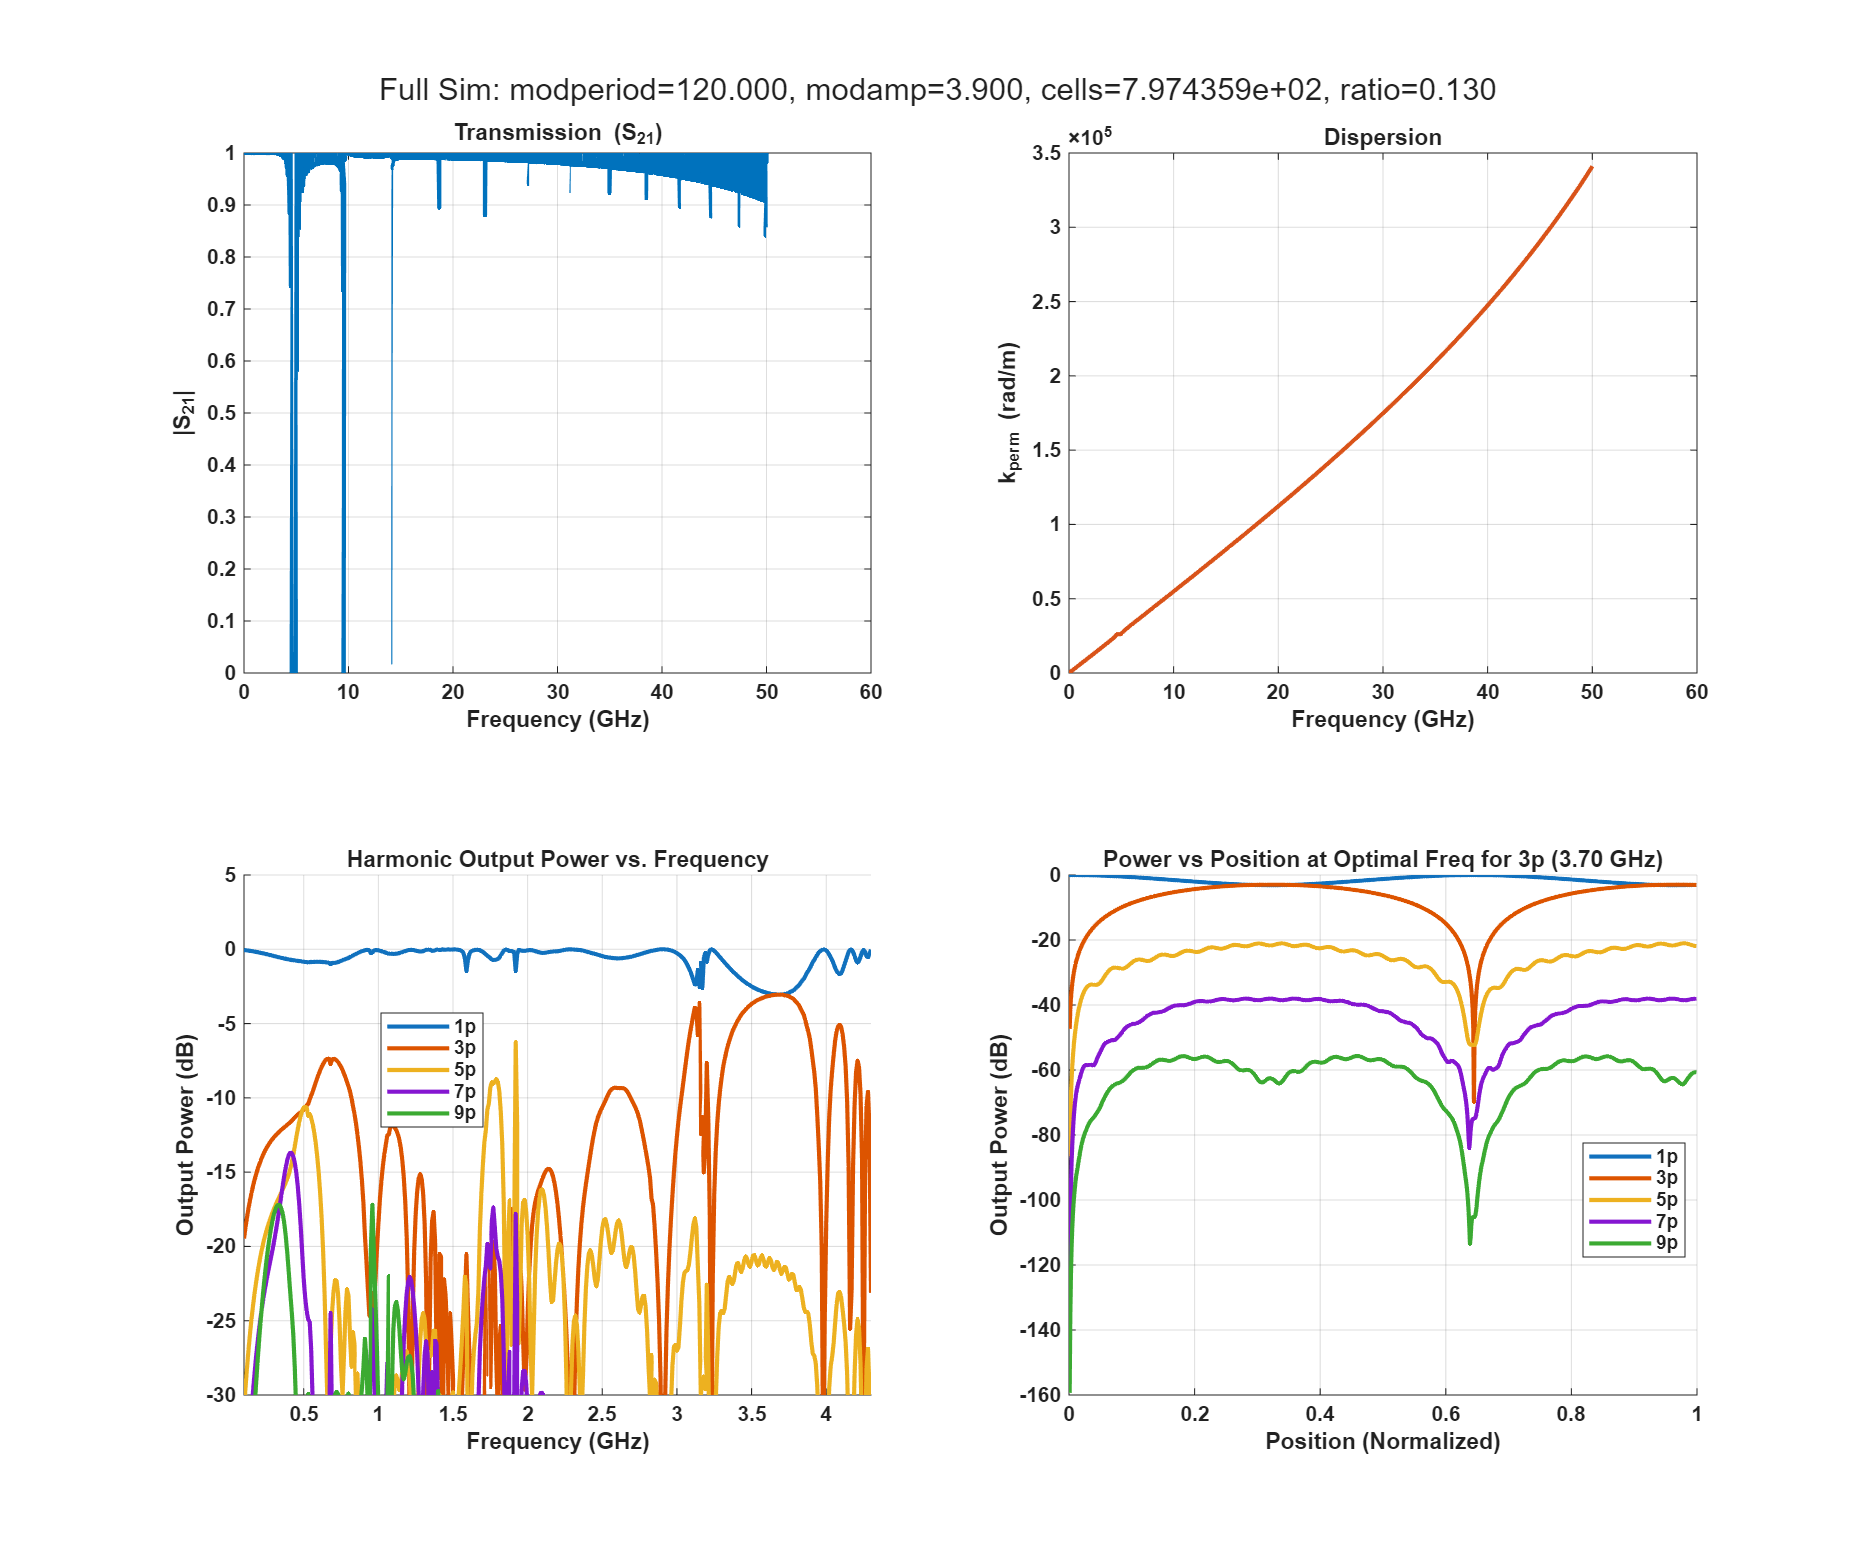 Full Sim: modperiod=120.000, modamp=3.900, cells=7.974359e+02, ratio=0.130
Transmission (S21)
1
0.9
0.8
0.7
0.6
0.5
0.4
0.3
0.2
0.1
0
|S21|
0 10 20 30 40 50 60
Frequency (GHz)
×10^5
Dispersion
3.5
3
2.5
2
1.5
1
0.5
0
kperm (rad/m)
0 10 20 30 40 50 60
Frequency (GHz)
Harmonic Output Power vs. Frequency
5
0
-5
-10
-15
-20
-25
-30
Output Power (dB)
1p
3p
5p
7p
9p
0.5 1 1.5 2 2.5 3 3.5 4
Frequency (GHz)
Power vs Position at Optimal Freq for 3p (3.70 GHz)
0
-20
-40
-60
-80
-100
-120
-140
-160
Output Power (dB)
1p
3p
5p
7p
9p
0 0.2 0.4 0.6 0.8 1
Position (Normalized)